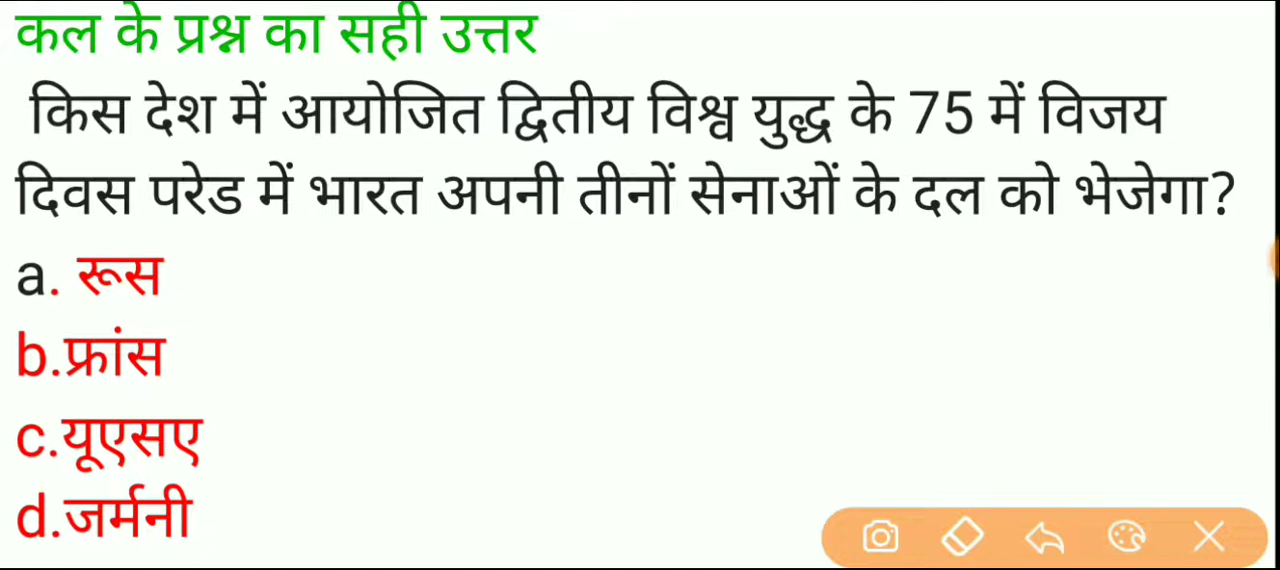 कल के प्रश्न का सही उत्तर
किस देश में आयोजित द्वितीय विश्व युद्ध के 75 में विजय
दिवस परेड में भारत अपनी तीनों सेनाओं के दल को भेजेगा?
a. रूस
b.फ्रांस
c.यूएसए
d.जर्मनी